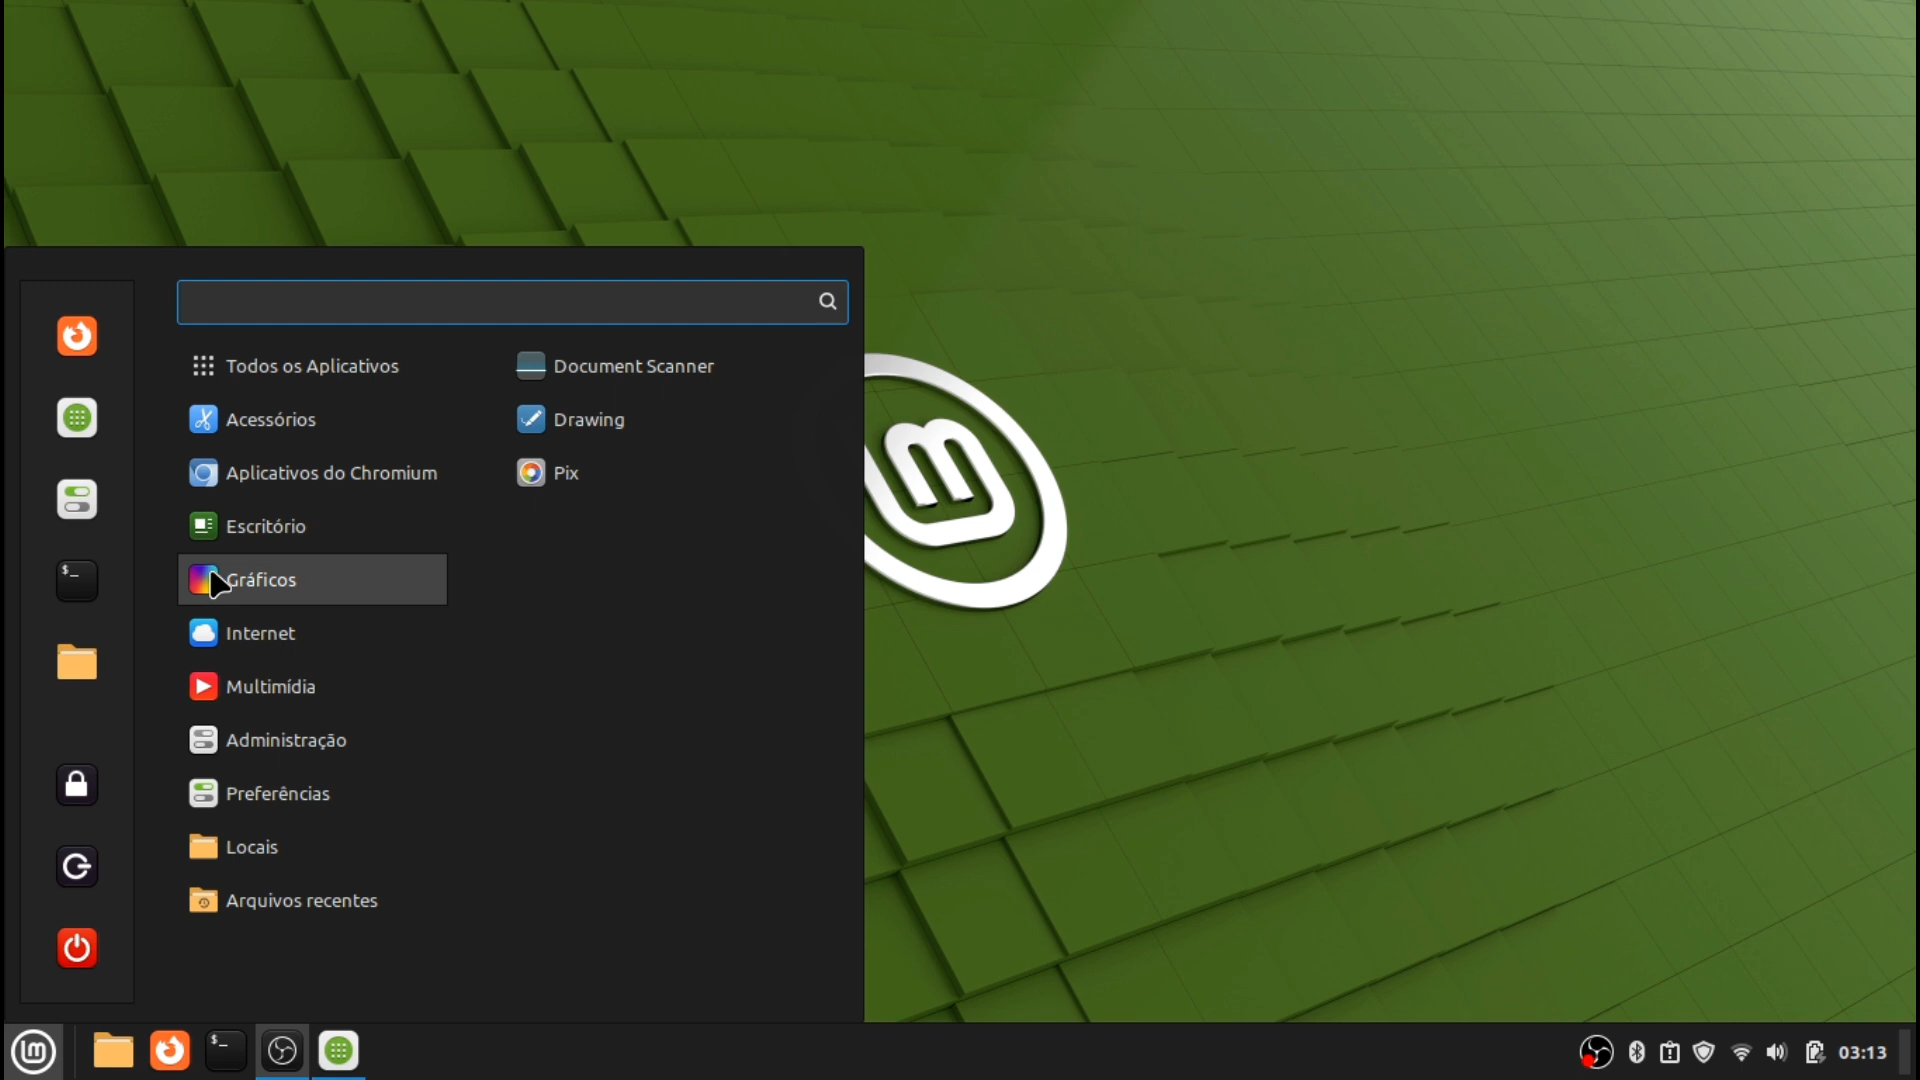 Todos os Aplicativos
Acessórios
Aplicativos do Chromium
Escritório
Gráficos
Internet
Multimídia
Administração
Preferências
Locais
Arquivos recentes
Document Scanner
Drawing
Pix
$_
$_
03:13